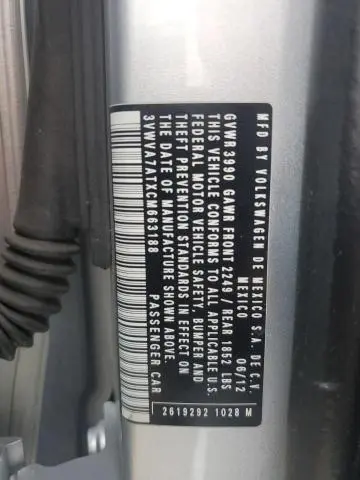 MFD BY VOLKSWAGEN DE MEXICO S.A. DE C.V.
MEXICO 06/12
GVWR 3990 GAWR FRONT 2249 / REAR 1852 LBS
THIS VEHICLE CONFORMS TO ALL APPLICABLE U.S.
FEDERAL MOTOR VEHICLE SAFETY, BUMPER AND
THEFT PREVENTION STANDARDS IN EFFECT ON
THE DATE OF MANUFACTURE SHOWN ABOVE.
3VWVA7ATXCM663188 PASSENGER CAR
2619292 1028 M